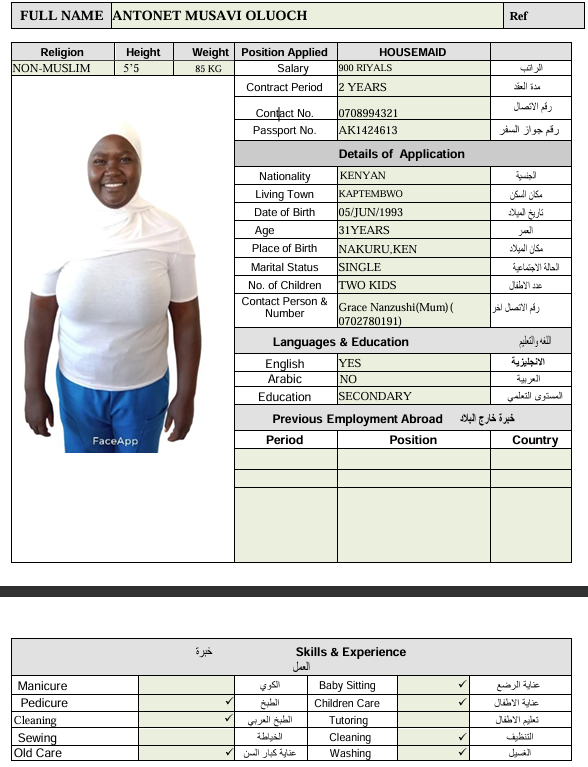 FULL NAME ANTONET MUSAVI OLUOCH Ref
Religion Height Weight Position Applied HOUSEMAID
NON-MUSLIM 5’5 85 KG Salary 900 RIYALS الراتب
Contract Period 2 YEARS مدة العقد
Contact No. 0708994321 رقم الاتصال
Passport No. AK1424613 رقم جواز السفر
Details of Application
Nationality KENYAN الجنسية
Living Town KAPTEMBWO مكان السكن
Date of Birth 05/JUN/1993 تاريخ الميلاد
Age 31YEARS العمر
Place of Birth NAKURU,KEN مكان الميلاد
Marital Status SINGLE الحالة الاجتماعية
No. of Children TWO KIDS عدد الاطفال
Contact Person & Number Grace Nanzushi(Mum)( 0702780191) رقم الاتصال اخر
Languages & Education اللغه والتعليم
English YES الانجليزية
Arabic NO العربية
Education SECONDARY المستوى التعلمي
Previous Employment Abroad خبرة خارج البلاد
Period Position Country
FaceApp
خبرة Skills & Experience
العمل
Manicure الكوي Baby Sitting ✓ عناية الرضع
Pedicure ✓ الطبخ Children Care ✓ عناية الاطفال
Cleaning ✓ الطبخ العربي Tutoring تعليم الاطفال
Sewing الخياطة Cleaning ✓ التنظيف
Old Care ✓ عناية كبار السن Washing ✓ الغسيل